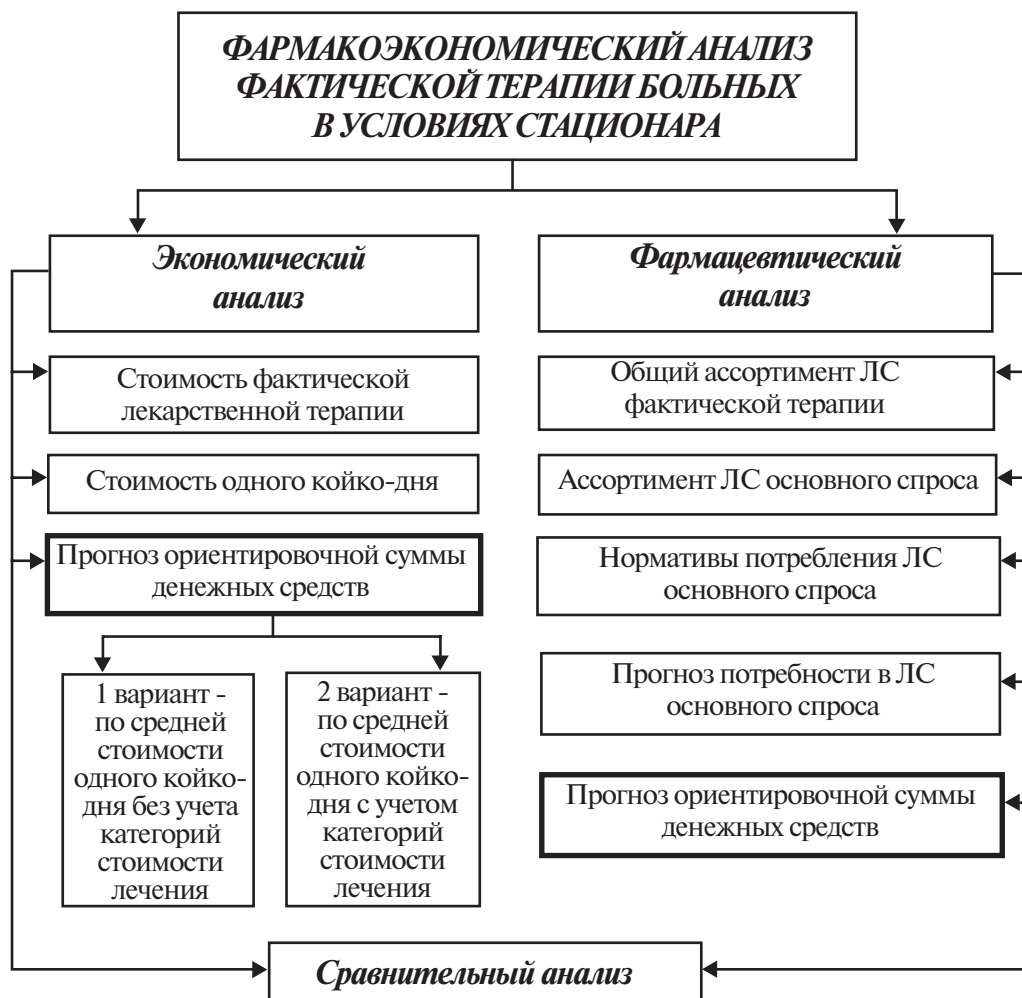 ФАРМАКОЭКОНОМИЧЕСКИЙ АНАЛИЗ
ФАКТИЧЕСКОЙ ТЕРАПИИ БОЛЬНЫХ
В УСЛОВИЯХ СТАЦИОНАРА
Экономический
анализ
Стоимость фактической
лекарственной терапии
Стоимость одного койко-дня
Прогноз ориентировочной суммы
денежных средств
1 вариант -
по средней
стоимости
одного койко-
дня без учета
категорий
стоимости
лечения
2 вариант -
по средней
стоимости
одного койко-
дня с учетом
категорий
стоимости
лечения
Фармацевтический
анализ
Общий ассортимент ЛС
фактической терапии
Ассортимент ЛС основного спроса
Нормативы потребления ЛС
основного спроса
Прогноз потребности в ЛС
основного спроса
Прогноз ориентировочной суммы
денежных средств
Сравнительный анализ